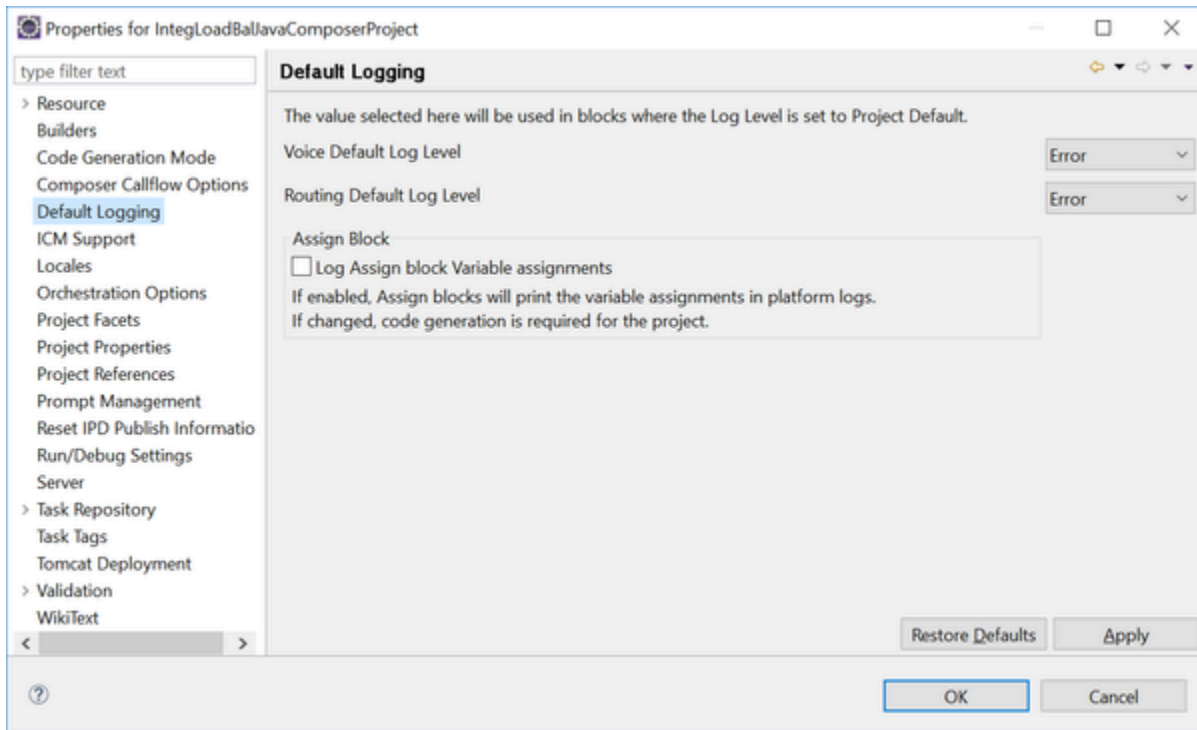 Properties for IntegLoadBalJavaComposerProject
type filter text
Resource
Builders
Code Generation Mode
Composer Callflow Options
Default Logging
ICM Support
Locales
Orchestration Options
Project Facets
Project Properties
Project References
Prompt Management
Reset IPD Publish Informatio
Run/Debug Settings
Server
Task Repository
Task Tags
Tomcat Deployment
Validation
WikiText
Default Logging
The value selected here will be used in blocks where the Log Level is set to Project Default.
Voice Default Log Level
Error
Routing Default Log Level
Error
Assign Block
Log Assign block Variable assignments
If enabled, Assign blocks will print the variable assignments in platform logs.
If changed, code generation is required for the project.
Restore Defaults
Apply
OK
Cancel